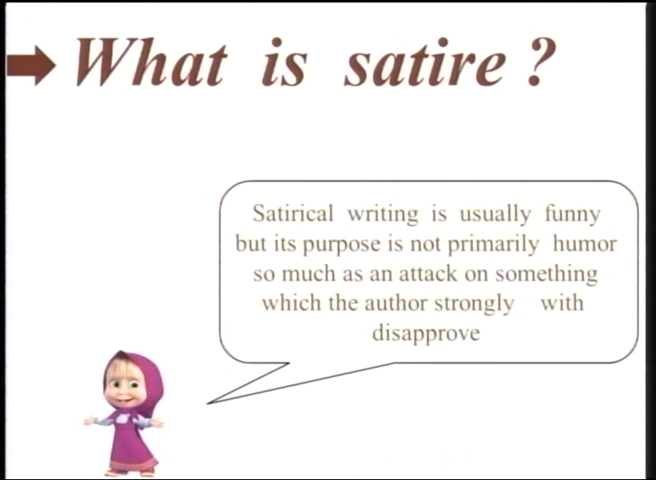 What is satire ?
Satirical writing is usually funny
but its purpose is not primarily humor
so much as an attack on something
which the author strongly with
disapprove